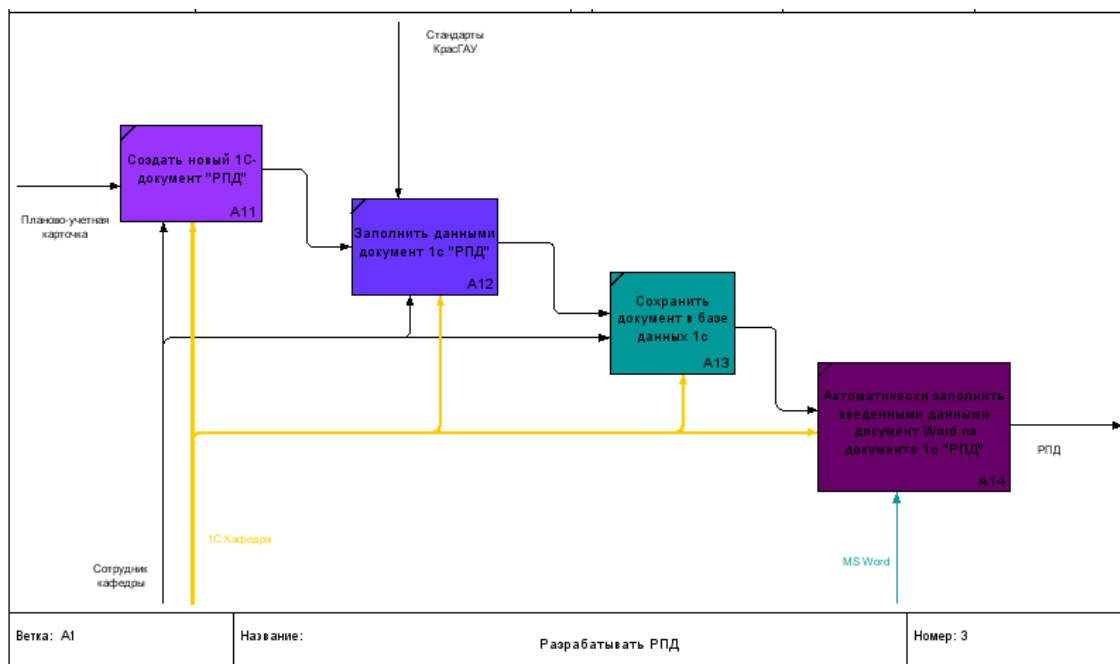 Стандарты
КрасГАУ
Создать новый 1С-
документ "РПД"
А11
Планово-учетная
карточка
Заполнить данными
документ 1с "РПД"
А12
Сохранить
документ в базе
данных 1с
А13
Автоматически заполнить
введенными данными
документ Word из
документа 1с "РПД"
А14
РПД
1С:Кафедра
MS Word
Сотрудник
кафедры
Ветка: А1
Название:
Разрабатывать РПД
Номер: 3